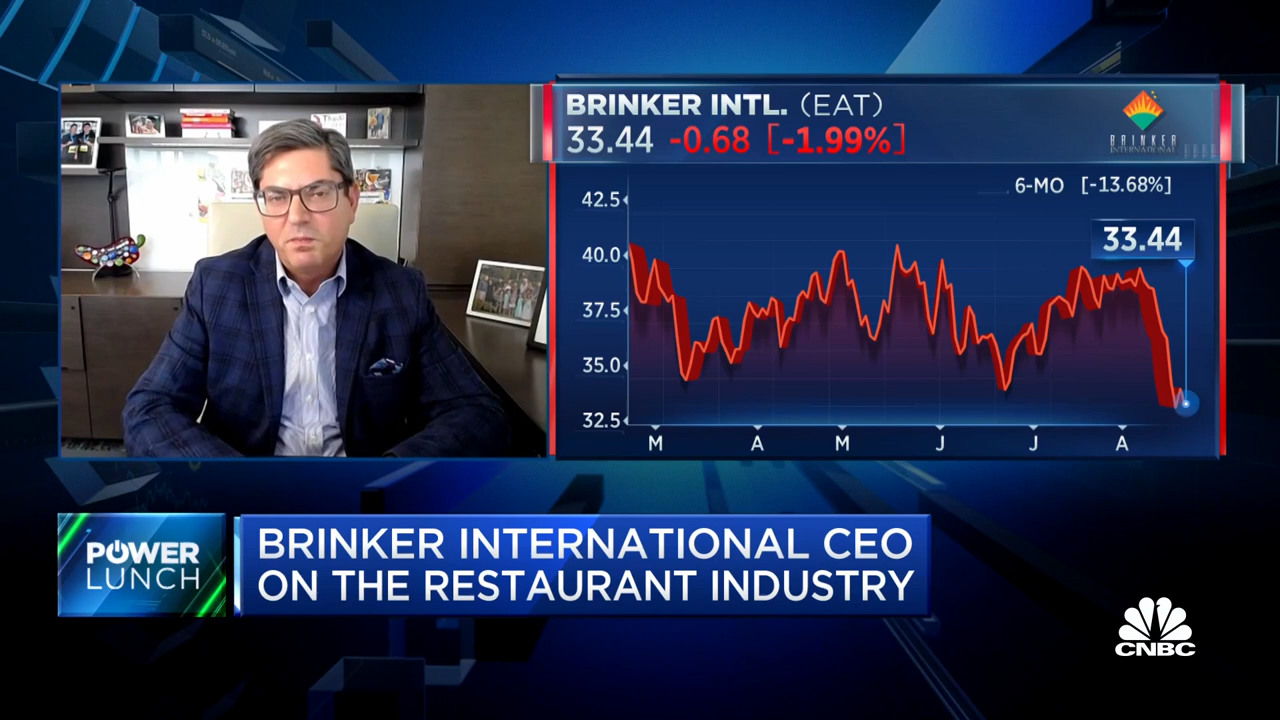 BRINKER INTL. (EAT)
33.44 -0.68 [-1.99%]
BRINKER
INTERNATIONAL
6-MO [-13.68%]
33.44
42.5
40.0
37.5
35.0
32.5
M A M J J A
POWER
LUNCH
BRINKER INTERNATIONAL CEO
ON THE RESTAURANT INDUSTRY
CNBC